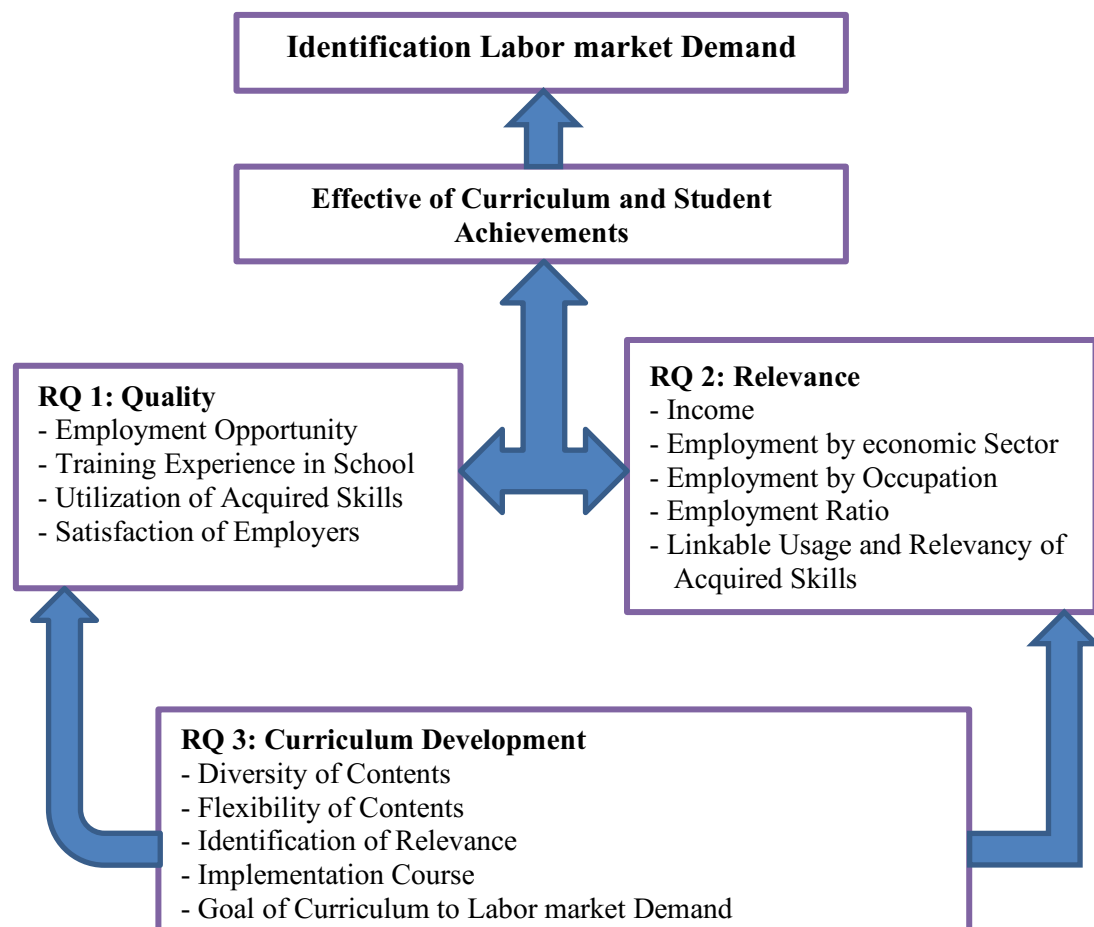 Identification Labor market Demand
Effective of Curriculum and Student
Achievements
RQ 1: Quality
- Employment Opportunity
- Training Experience in School
- Utilization of Acquired Skills
- Satisfaction of Employers
RQ 2: Relevance
- Income
- Employment by economic Sector
- Employment by Occupation
- Employment Ratio
- Linkable Usage and Relevancy of
Acquired Skills
RQ 3: Curriculum Development
- Diversity of Contents
- Flexibility of Contents
- Identification of Relevance
- Implementation Course
- Goal of Curriculum to Labor market Demand